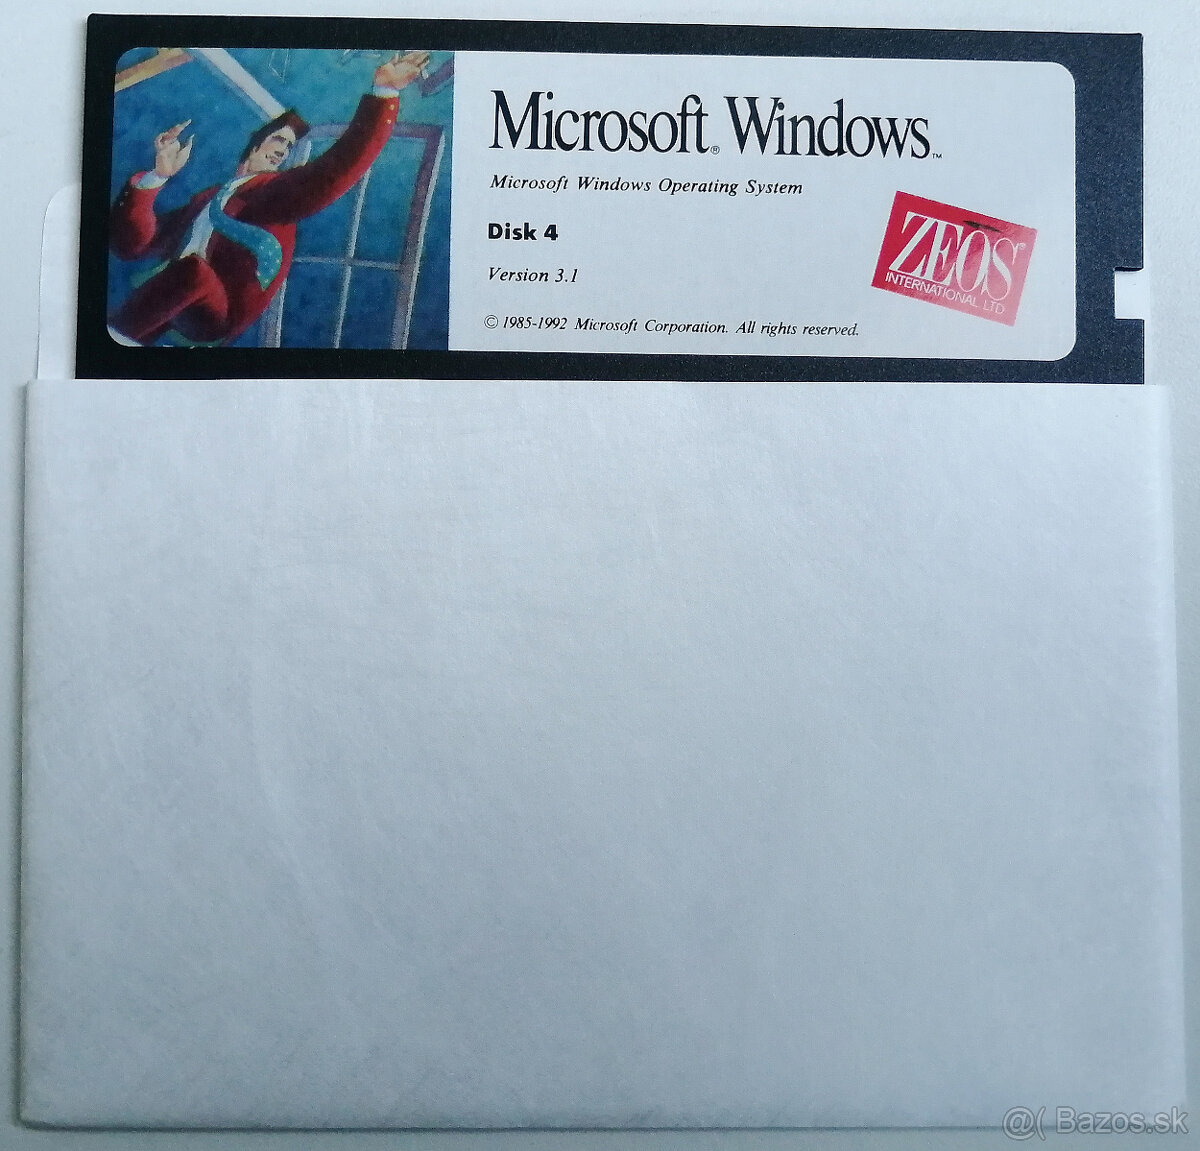 Microsoft® Windows™
Microsoft Windows Operating System
Disk 4
Version 3.1
© 1985-1992 Microsoft Corporation. All rights reserved.
ZEOS®
INTERNATIONAL LTD
@( Bazos.sk